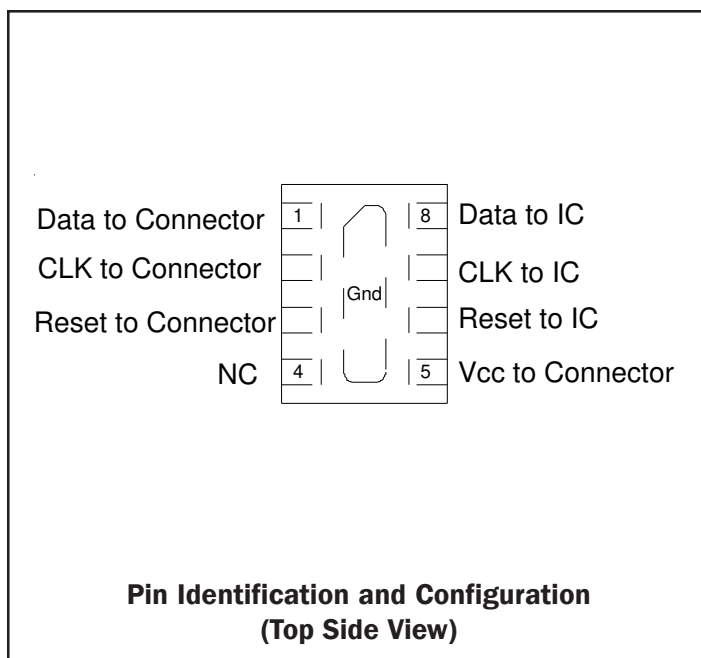 Data to Connector 1 8 Data to IC
CLK to Connector CLK to IC
Gnd
Reset to Connector Reset to IC
NC 4 5 Vcc to Connector
Pin Identification and Configuration
(Top Side View)